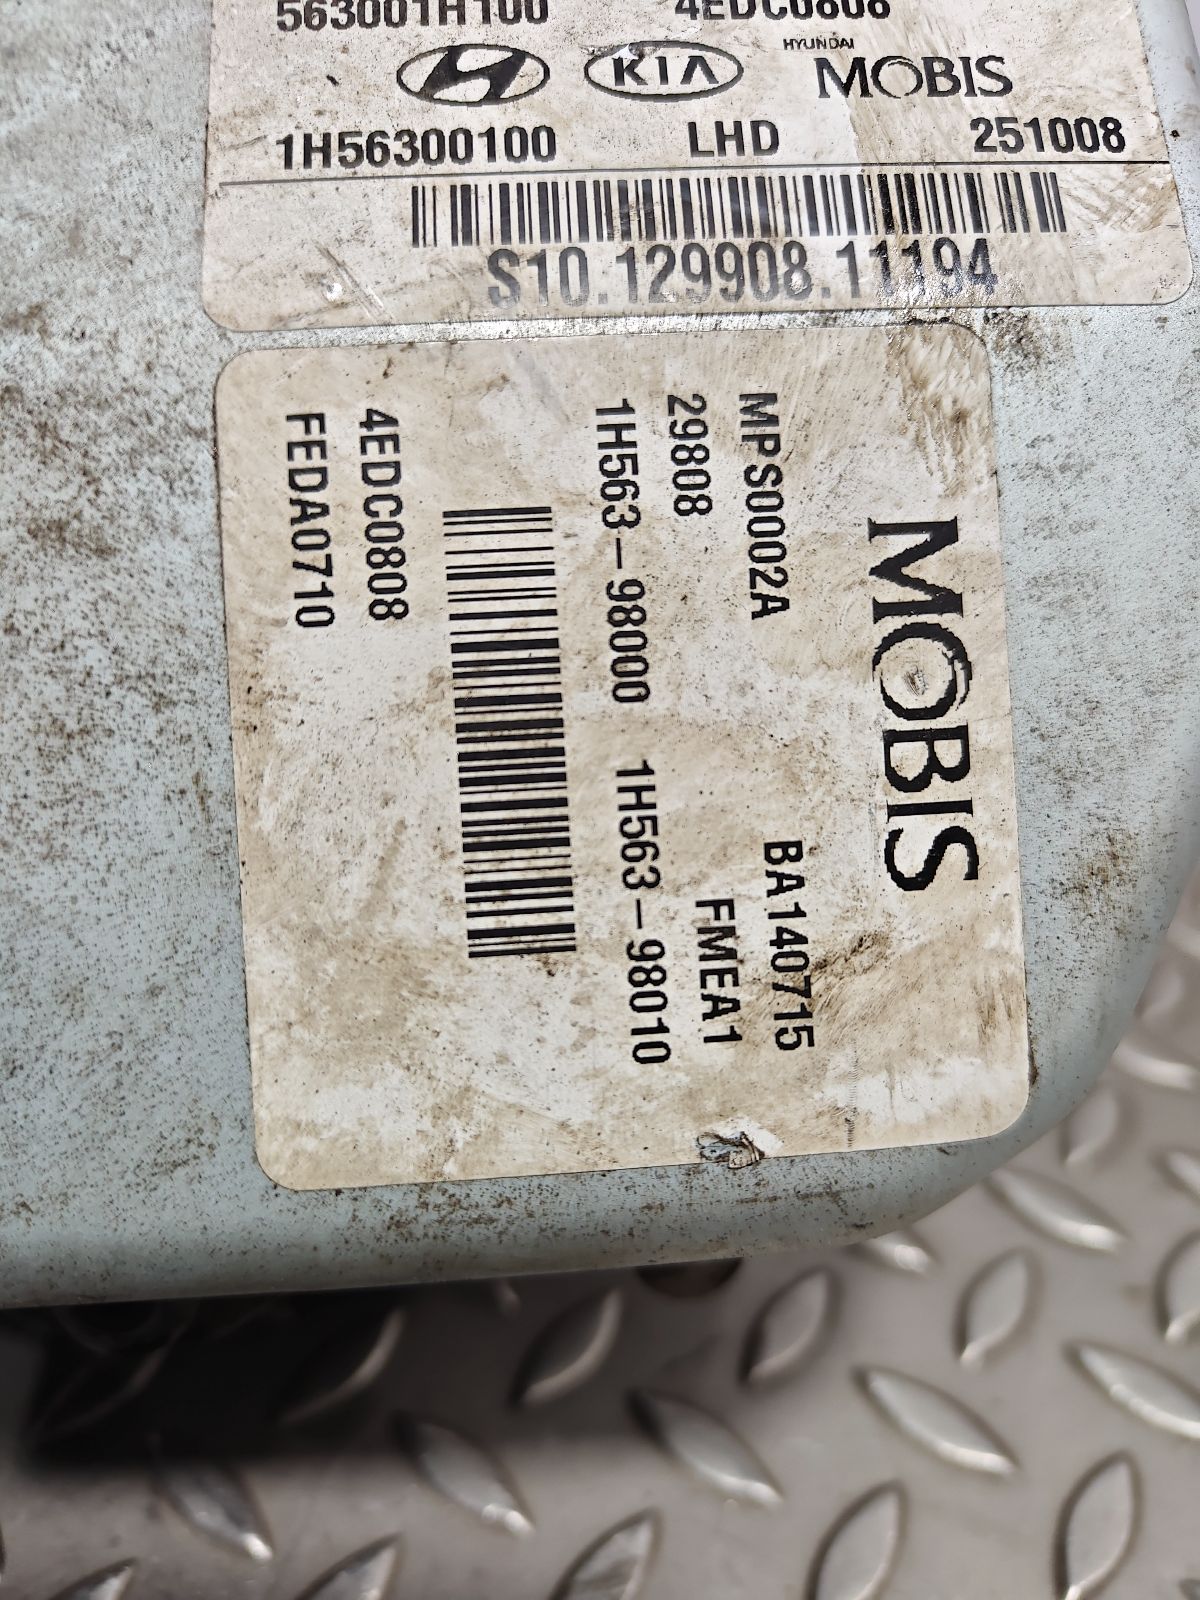 563001H100 4EDC0808
KIA HYUNDAI MOBIS
1H56300100 LHD 251008
S10.129908.11194
MOBIS
MPS0002A BA140715
29808 FMEA1
1H563-98000 1H563-98010
4EDC0808
FEDA0710